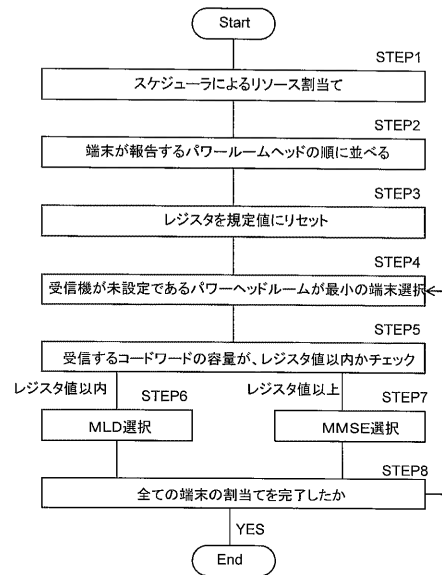 Start
STEP1
スケジューラによるリソース割当て
STEP2
端末が報告するパワールームヘッドの順に並べる
STEP3
レジスタを規定値にリセット
STEP4
受信機が未設定であるパワーヘッドルームが最小の端末選択
STEP5
受信するコードワードの容量が、レジスタ値以内かチェック
レジスタ値以内
STEP6
レジスタ値以上
STEP7
MLD選択
MMSE選択
STEP8
全ての端末の割当てを完了したか
YES
End